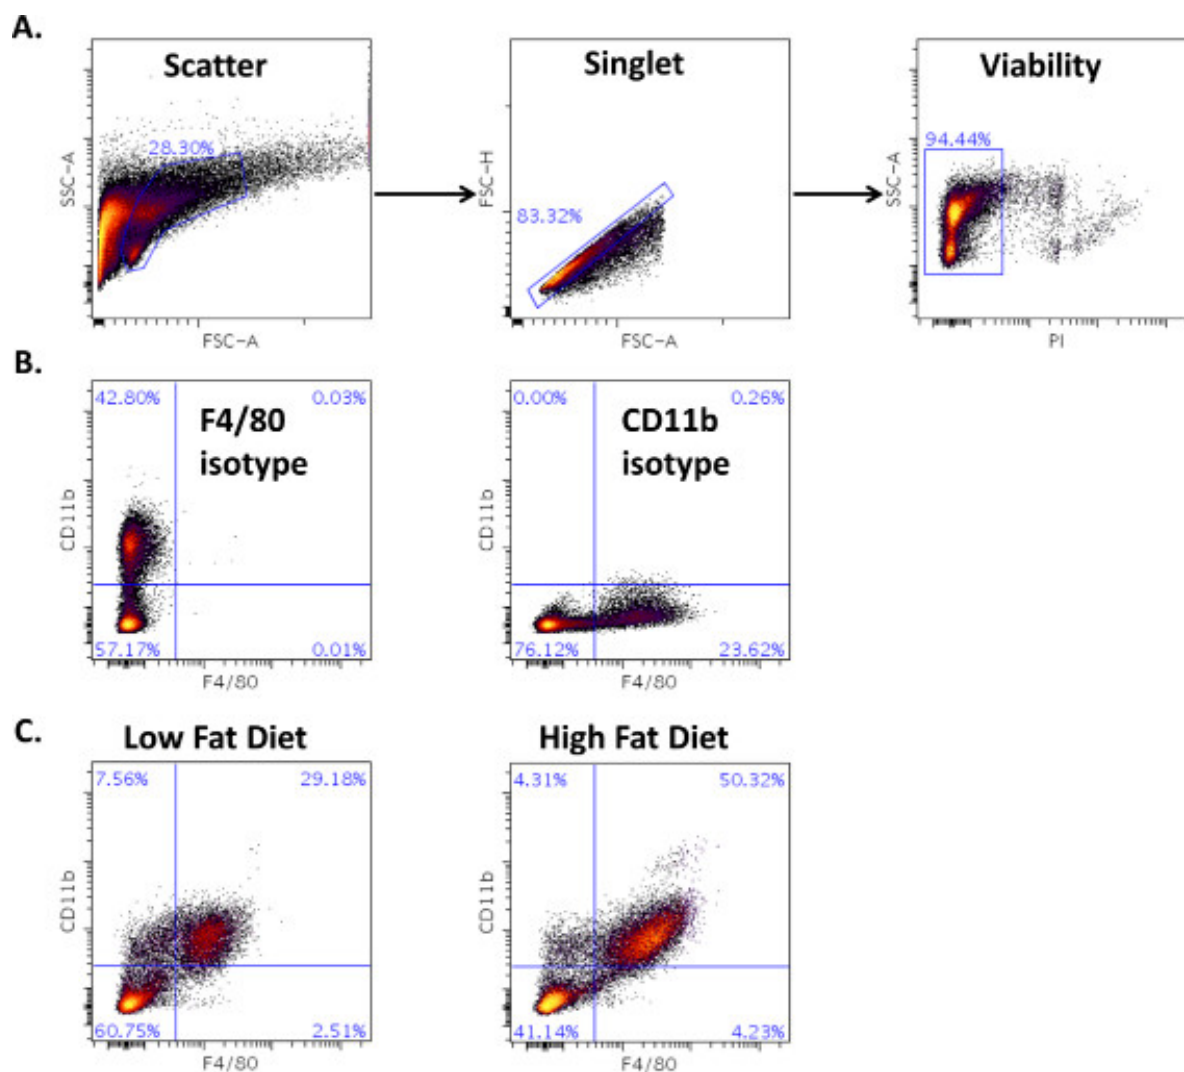 A.
Scatter
Singlet
Viability
28.30%
83.32%
94.44%
SSC-A
FSC-H
SSC-A
FSC-A
FSC-A
PI
B.
42.80%
0.03%
F4/80
isotype
57.17%
0.01%
CD11b
F4/80
0.00%
0.26%
CD11b
isotype
76.12%
23.62%
CD11b
F4/80
C.
Low Fat Diet
High Fat Diet
7.56%
29.18%
60.75%
2.51%
CD11b
F4/80
4.31%
50.32%
41.14%
4.23%
CD11b
F4/80